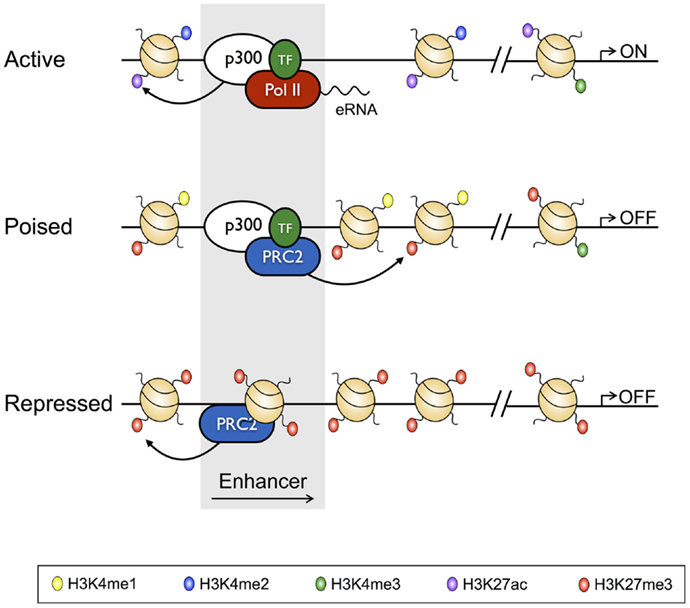 Active
p300
TF
Pol II
eRNA
ON
Poised
p300
TF
PRC2
OFF
Repressed
PRC2
OFF
Enhancer
H3K4me1 H3K4me2 H3K4me3 H3K27ac H3K27me3